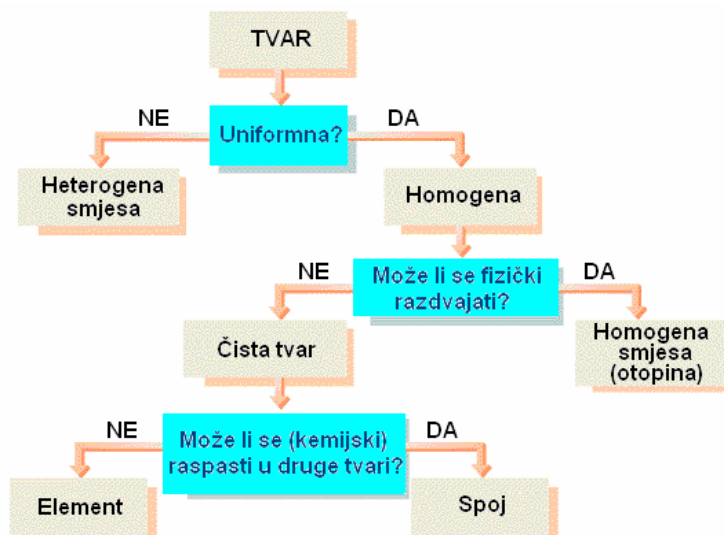 TVAR
NE
DA
Uniformna?
Heterogena
smjesa
Homogena
NE
DA
Može li se fizički
razdvajati?
Čista tvar
Homogena
smjesa
(otopina)
NE
DA
Može li se (kemijski)
raspasti u druge tvari?
Element
Spoj